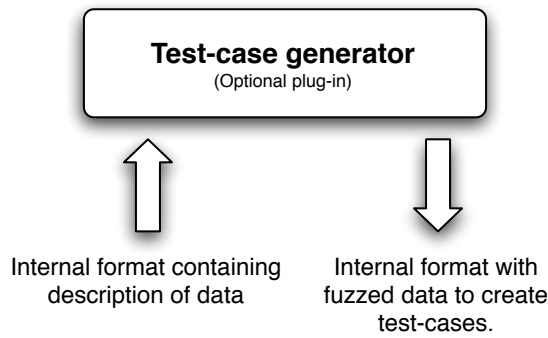 Test-case generator
(Optional plug-in)
Internal format containing
description of data
Internal format with
fuzzed data to create
test-cases.